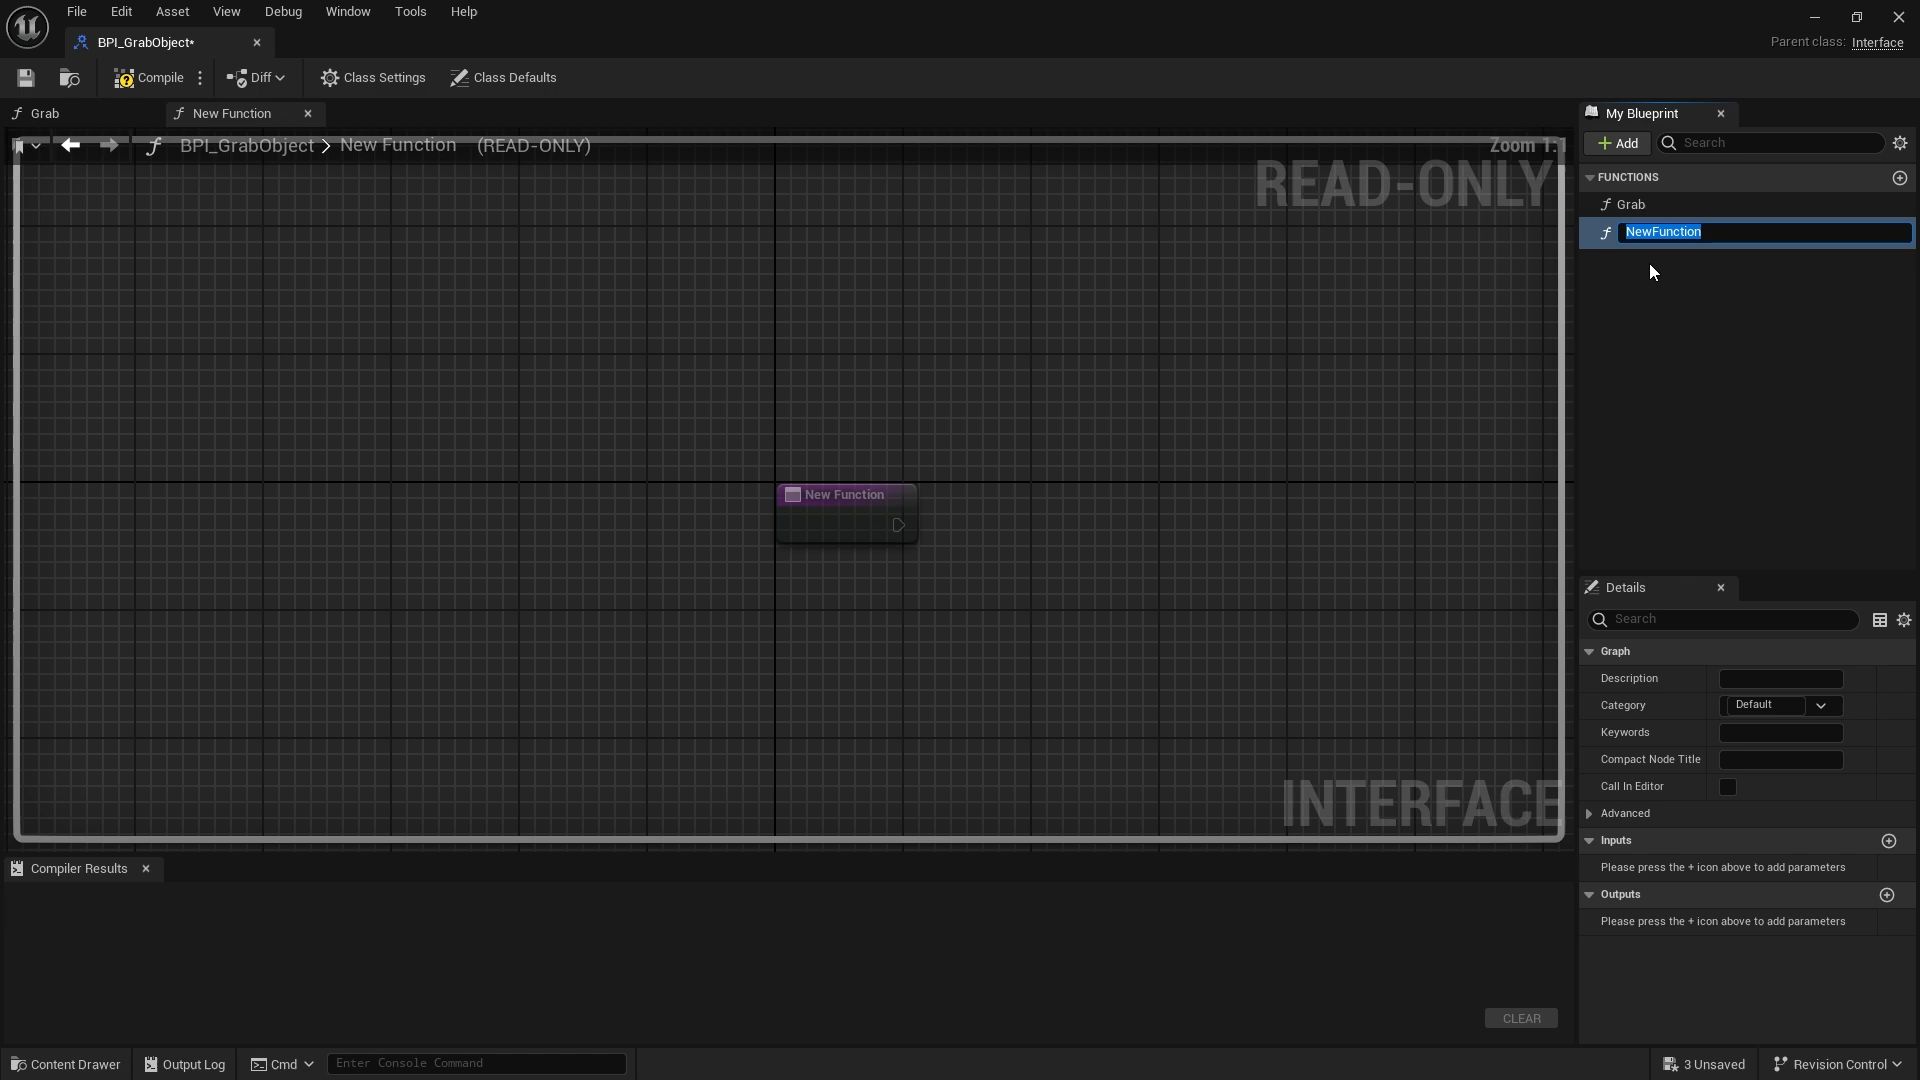 File Edit Asset View Debug Window Tools Help
BPI_GrabObject*
Parent class: Interface
Compile Diff Class Settings Class Defaults
Grab New Function
My Blueprint
BPI_GrabObject > New Function (READ-ONLY)
Zoom 1:1
READ-ONLY
+ Add Search
FUNCTIONS
Grab
NewFunction
New Function
INTERFACE
Details
Search
Graph
Description
Category Default
Keywords
Compact Node Title
Call In Editor
Advanced
Inputs
Please press the + icon above to add parameters
Outputs
Please press the + icon above to add parameters
Compiler Results
CLEAR
Content Drawer Output Log Cmd Enter Console Command 3 Unsaved Revision Control